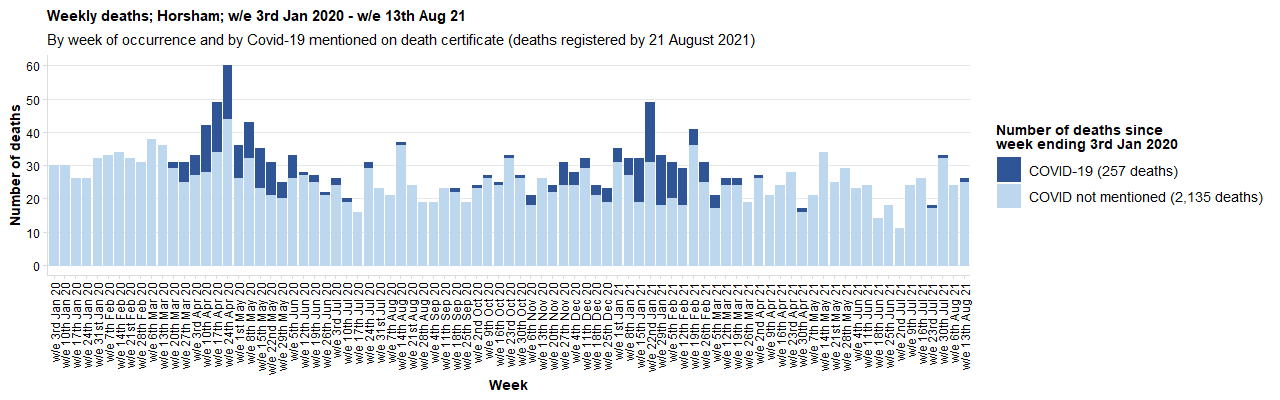 Weekly deaths; Horsham; w/e 3rd Jan 2020 - w/e 13th Aug 21
By week of occurrence and by Covid-19 mentioned on death certificate (deaths registered by 21 August 2021)
Number of deaths
60
50
40
30
20
10
0
w/e 3rd Jan 20
w/e 10th Jan 20
w/e 17th Jan 20
w/e 24th Jan 20
w/e 31st Jan 20
w/e 7th Feb 20
w/e 14th Feb 20
w/e 21st Feb 20
w/e 28th Feb 20
w/e 6th Mar 20
w/e 13th Mar 20
w/e 20th Mar 20
w/e 27th Mar 20
w/e 3rd Apr 20
w/e 10th Apr 20
w/e 17th Apr 20
w/e 24th Apr 20
w/e 1st May 20
w/e 8th May 20
w/e 15th May 20
w/e 22nd May 20
w/e 29th May 20
w/e 5th Jun 20
w/e 12th Jun 20
w/e 19th Jun 20
w/e 26th Jun 20
w/e 3rd Jul 20
w/e 10th Jul 20
w/e 17th Jul 20
w/e 24th Jul 20
w/e 31st Jul 20
w/e 7th Aug 20
w/e 14th Aug 20
w/e 21st Aug 20
w/e 28th Aug 20
w/e 4th Sep 20
w/e 11th Sep 20
w/e 18th Sep 20
w/e 25th Sep 20
w/e 2nd Oct 20
w/e 9th Oct 20
w/e 16th Oct 20
w/e 23rd Oct 20
w/e 30th Oct 20
w/e 6th Nov 20
w/e 13th Nov 20
w/e 20th Nov 20
w/e 27th Nov 20
w/e 4th Dec 20
w/e 11th Dec 20
w/e 18th Dec 20
w/e 25th Dec 20
w/e 1st Jan 21
w/e 8th Jan 21
w/e 15th Jan 21
w/e 22nd Jan 21
w/e 29th Jan 21
w/e 5th Feb 21
w/e 12th Feb 21
w/e 19th Feb 21
w/e 26th Feb 21
w/e 5th Mar 21
w/e 12th Mar 21
w/e 19th Mar 21
w/e 26th Mar 21
w/e 2nd Apr 21
w/e 9th Apr 21
w/e 16th Apr 21
w/e 23rd Apr 21
w/e 30th Apr 21
w/e 7th May 21
w/e 14th May 21
w/e 21st May 21
w/e 28th May 21
w/e 4th Jun 21
w/e 11th Jun 21
w/e 18th Jun 21
w/e 25th Jun 21
w/e 2nd Jul 21
w/e 9th Jul 21
w/e 16th Jul 21
w/e 23rd Jul 21
w/e 30th Jul 21
w/e 6th Aug 21
w/e 13th Aug 21
Week
Number of deaths since
week ending 3rd Jan 2020
COVID-19 (257 deaths)
COVID not mentioned (2,135 deaths)